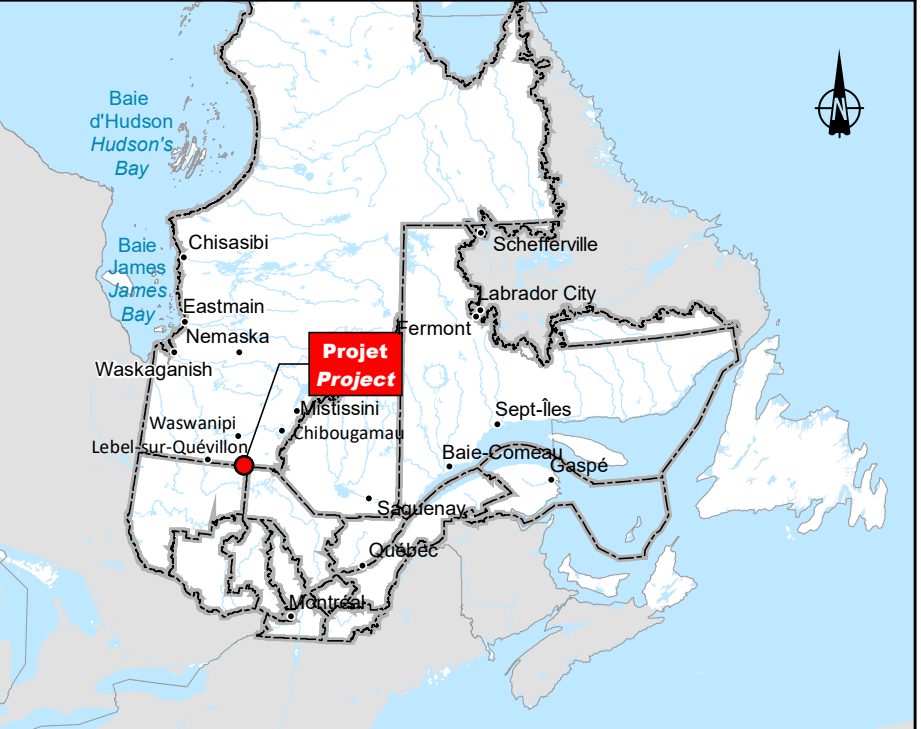 N
Baie
d'Hudson
Hudson's
Bay
Chisasibi
Schefferville
Baie
James
James
Bay
Labrador City
Eastmain
Fermont
Nemaska
Projet
Project
Waskaganish
Mistissini
Sept-Îles
Waswanipi
Chibougamau
Lebel-sur-Quévillon
Baie-Comeau
Gaspé
Saguenay
Québec
Montréal